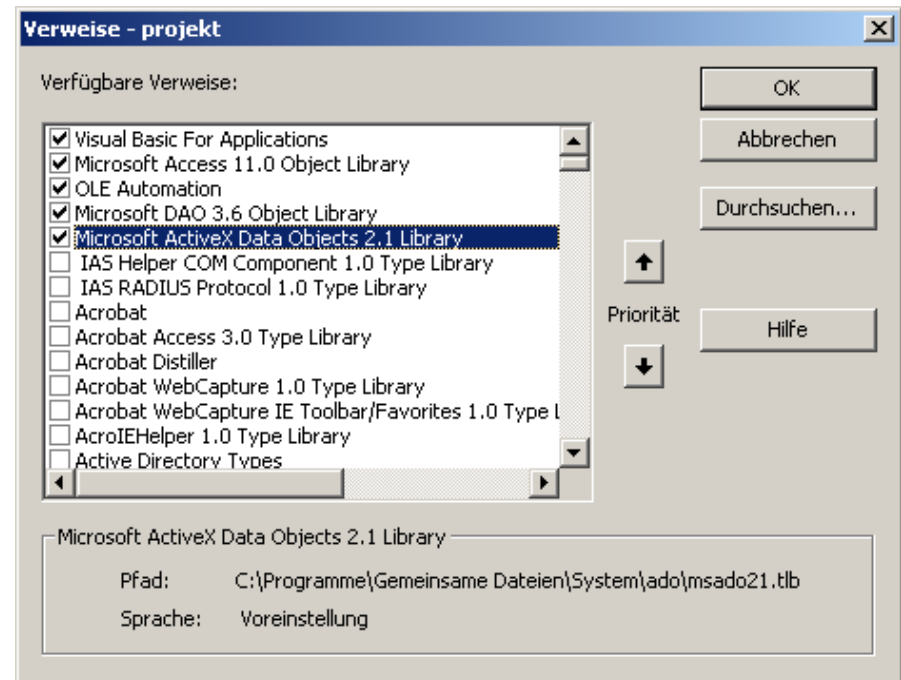 Verweise - projekt
Verfügbare Verweise:
Visual Basic For Applications
Microsoft Access 11.0 Object Library
OLE Automation
Microsoft DAO 3.6 Object Library
Microsoft ActiveX Data Objects 2.1 Library
IAS Helper COM Component 1.0 Type Library
IAS RADIUS Protocol 1.0 Type Library
Acrobat
Acrobat Access 3.0 Type Library
Acrobat Distiller
Acrobat WebCapture 1.0 Type Library
Acrobat WebCapture IE Toolbar/Favorites 1.0 Type L
AcroIEHelper 1.0 Type Library
Active Directory Types
OK
Abbrechen
Durchsuchen...
Priorität
Hilfe
Microsoft ActiveX Data Objects 2.1 Library
Pfad: C:\Programme\Gemeinsame Dateien\System\ado\msado21.tlb
Sprache: Voreinstellung